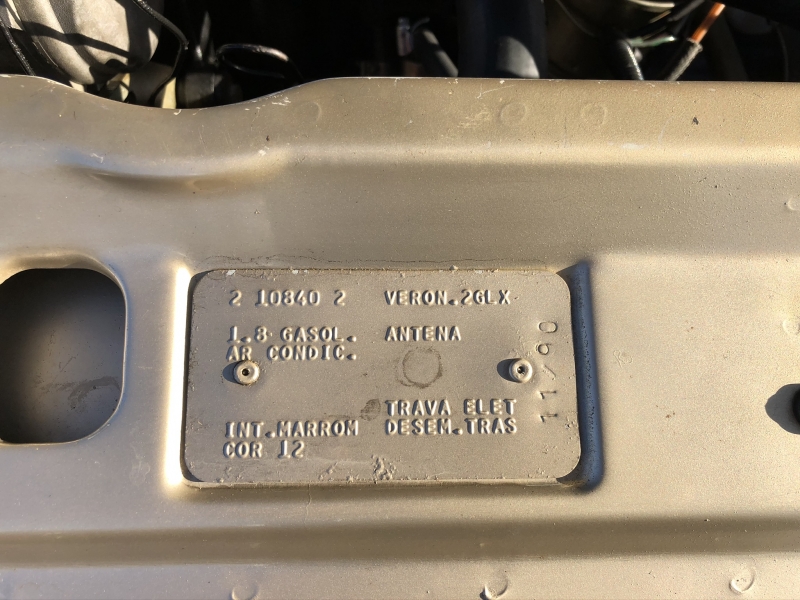 2 10840 2 VERON.2GLX
1.8 GASOL. ANTENA
AR CONDIC.
TRAVA ELET
INT.MARROM DESEM.TRAS
COR 12
11/90